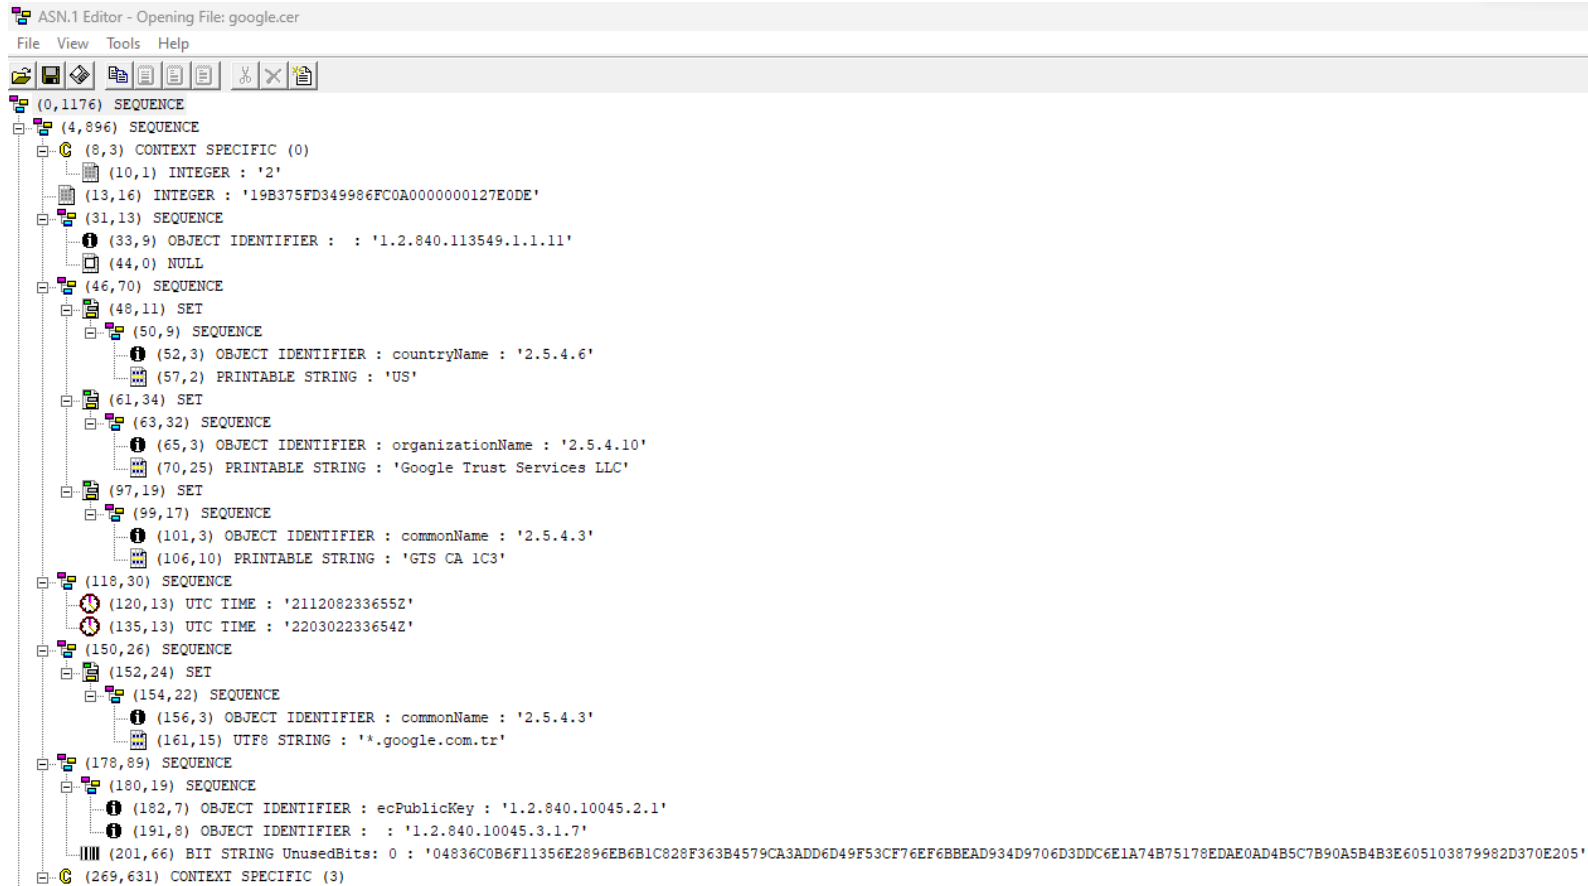 ASN.1 Editor - Opening File: google.cer
File View Tools Help
(0,1176) SEQUENCE
(4,896) SEQUENCE
(8,3) CONTEXT SPECIFIC (0)
(10,1) INTEGER : '2'
(13,16) INTEGER : '19B375FD349986FC0A0000000127E0DE'
(31,13) SEQUENCE
(33,9) OBJECT IDENTIFIER : : '1.2.840.113549.1.1.11'
(44,0) NULL
(46,70) SEQUENCE
(48,11) SET
(50,9) SEQUENCE
(52,3) OBJECT IDENTIFIER : countryName : '2.5.4.6'
(57,2) PRINTABLE STRING : 'US'
(61,34) SET
(63,32) SEQUENCE
(65,3) OBJECT IDENTIFIER : organizationName : '2.5.4.10'
(70,25) PRINTABLE STRING : 'Google Trust Services LLC'
(97,19) SET
(99,17) SEQUENCE
(101,3) OBJECT IDENTIFIER : commonName : '2.5.4.3'
(106,10) PRINTABLE STRING : 'GTS CA 1C3'
(118,30) SEQUENCE
(120,13) UTC TIME : '211208233655Z'
(135,13) UTC TIME : '220302233654Z'
(150,26) SEQUENCE
(152,24) SET
(154,22) SEQUENCE
(156,3) OBJECT IDENTIFIER : commonName : '2.5.4.3'
(161,15) UTF8 STRING : '*.google.com.tr'
(178,89) SEQUENCE
(180,19) SEQUENCE
(182,7) OBJECT IDENTIFIER : ecPublicKey : '1.2.840.10045.2.1'
(191,8) OBJECT IDENTIFIER : : '1.2.840.10045.3.1.7'
(201,66) BIT STRING UnusedBits: 0 : '04836C0B6F11356E2896EB6B1C828F363B4579CA3ADD6D49F53CF76EF6BBEAD934D9706D3DDC6E1A74B75178EDAE0AD4B5C7B90A5B4B3E605103879982D370E205'
(269,631) CONTEXT SPECIFIC (3)